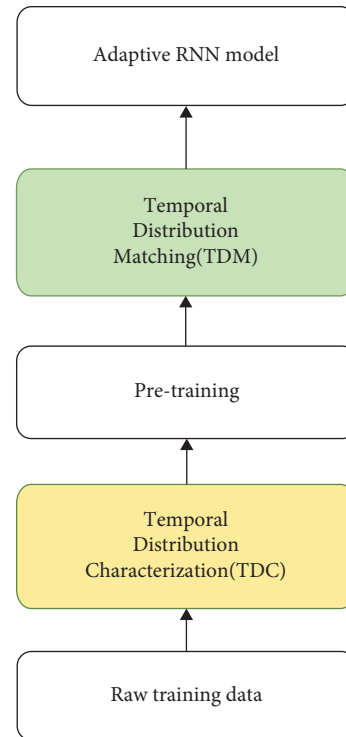 Adaptive RNN model
Temporal
Distribution
Matching(TDM)
Pre-training
Temporal
Distribution
Characterization(TDC)
Raw training data